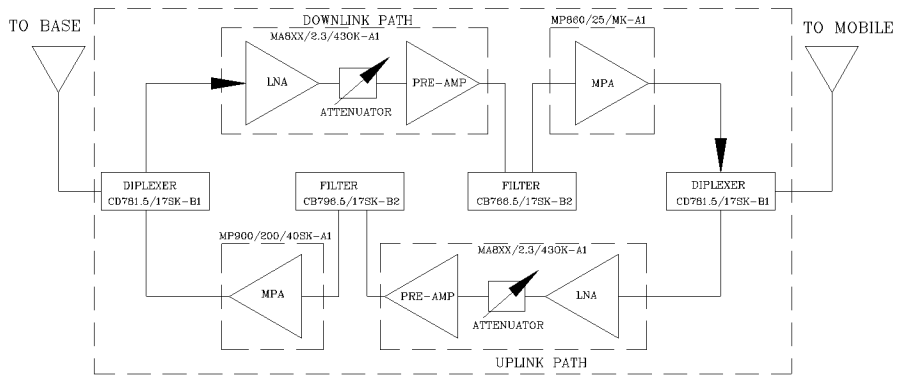 TO BASE
DOWNLINK PATH
MP860/25/MK-A1
TO MOBILE
MA8XX/2.3/430K-A1
LNA
PRE-AMP
MPA
ATTENUATOR
DIPLEXER
CD781.5/17SK-B1
FILTER
CB796.5/17SK-B2
FILTER
CB766.5/17SK-B2
DIPLEXER
CD781.5/17SK-B1
MP900/200/40SK-A1
MA8XX/2.3/430K-A1
MPA
PRE-AMP
LNA
ATTENUATOR
UPLINK PATH